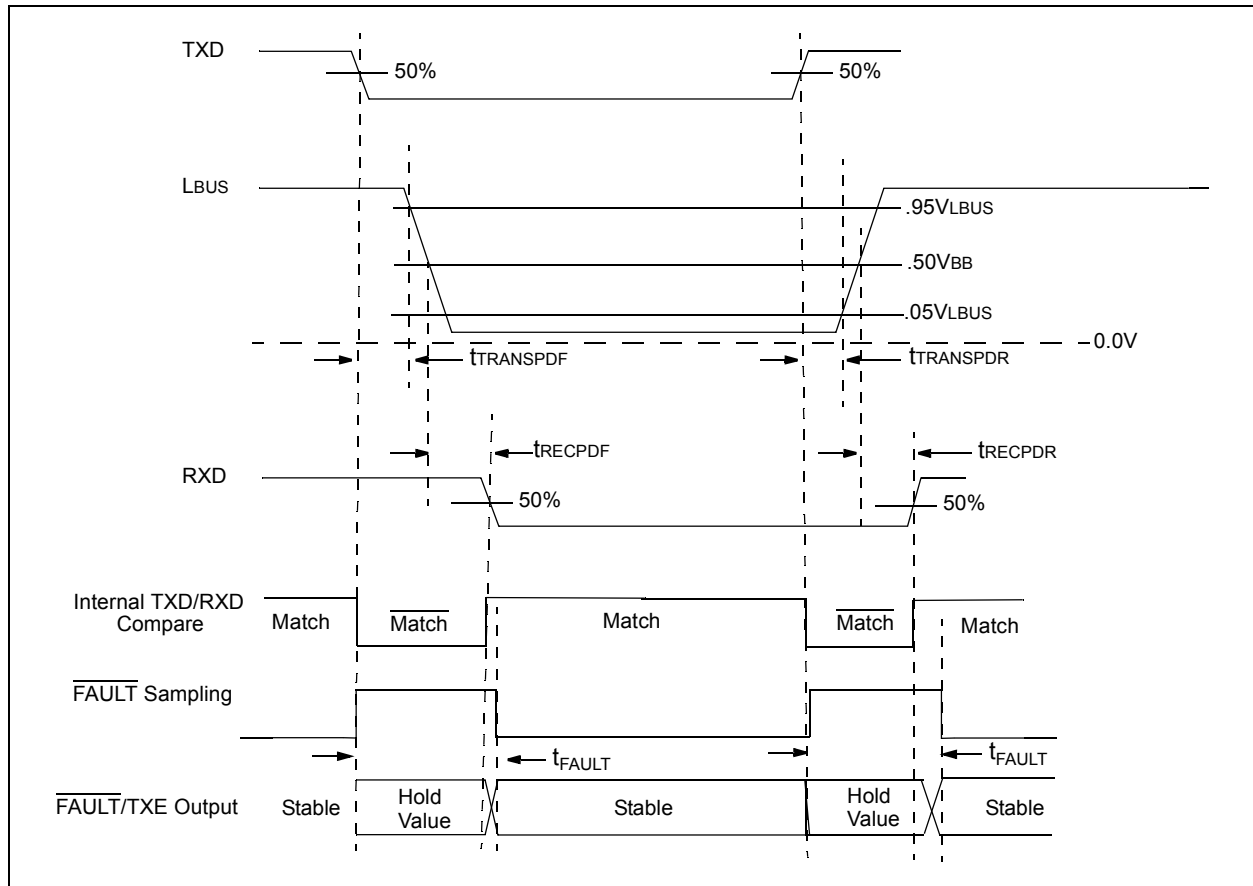 TXD
50%
50%
LBUS
.95VLBUS
.50VBB
.05VLBUS
0.0V
tTRANSPDF
tTRANSPDR
tRECPDF
tRECPDR
RXD
50%
50%
Internal TXD/RXD
Compare
Match
Match
Match
Match
Match
FAULT Sampling
tFAULT
tFAULT
FAULT/TXE Output
Stable
Hold
Value
Stable
Hold
Value
Stable